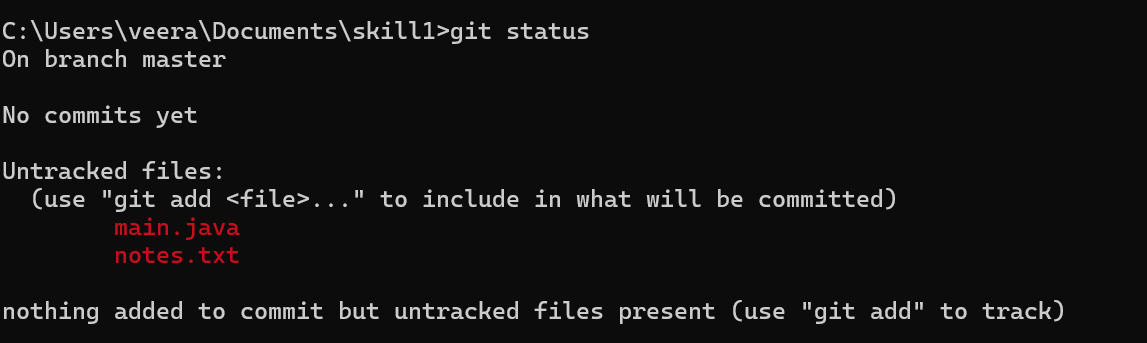 C:\Users\veera\Documents\skill1>git status
On branch master
No commits yet
Untracked files:
(use "git add <file>..." to include in what will be committed)
main.java
notes.txt
nothing added to commit but untracked files present (use "git add" to track)